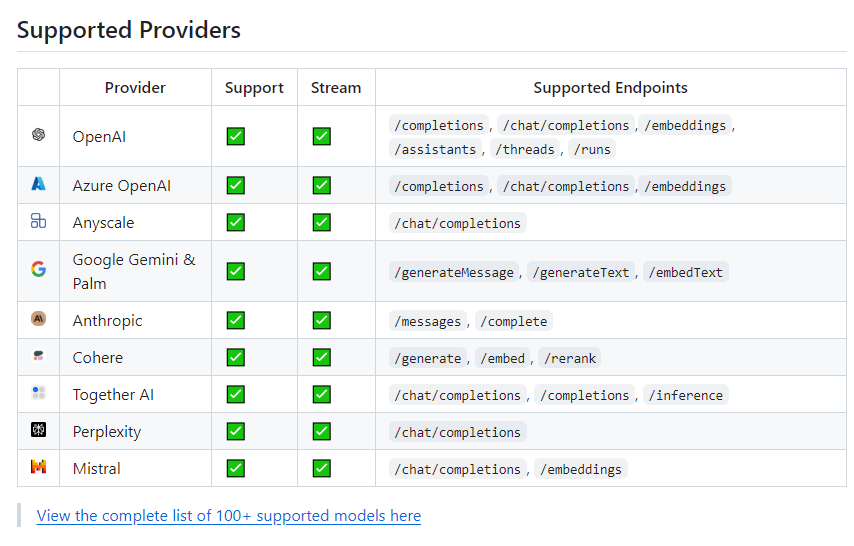 Supported Providers
Provider Support Stream Supported Endpoints
OpenAI ✅ ✅ /completions, /chat/completions, /embeddings,
/assistants, /threads, /runs
Azure OpenAI ✅ ✅ /completions, /chat/completions, /embeddings
Anyscale ✅ ✅ /chat/completions
Google Gemini &
Palm ✅ ✅ /generateMessage, /generateText, /embedText
Anthropic ✅ ✅ /messages, /complete
Cohere ✅ ✅ /generate, /embed, /rerank
Together AI ✅ ✅ /chat/completions, /completions, /inference
Perplexity ✅ ✅ /chat/completions
Mistral ✅ ✅ /chat/completions, /embeddings
View the complete list of 100+ supported models here